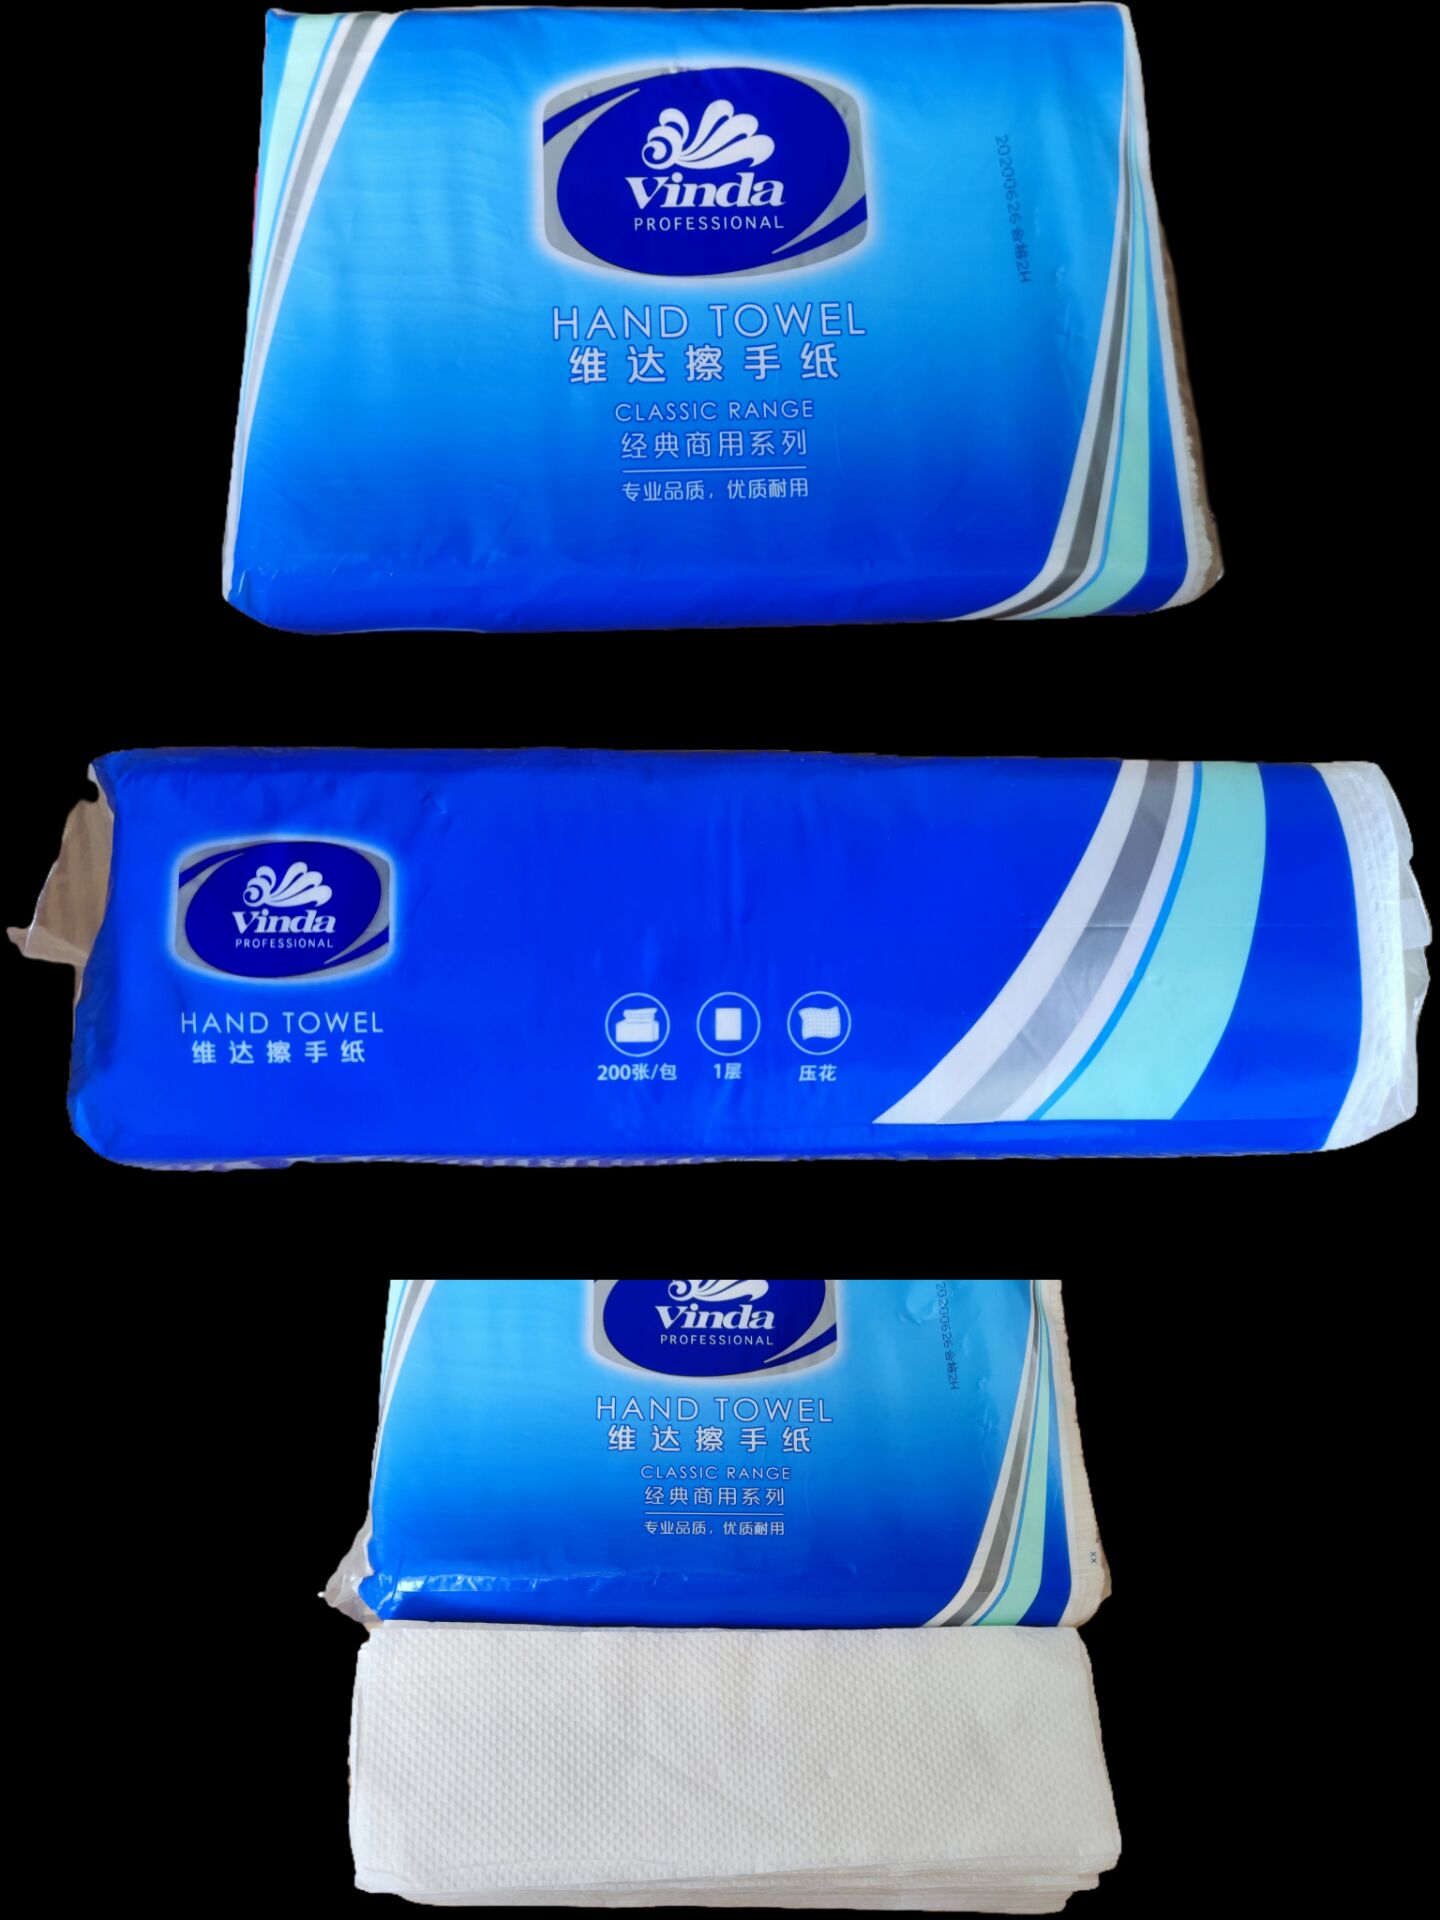 Vinda
PROFESSIONAL
20200626合格2H
HAND TOWEL
维达擦手纸
CLASSIC RANGE
经典商用系列
专业品质，优质耐用
Vinda
PROFESSIONAL
HAND TOWEL
维达擦手纸
200张/包
1层
压花
Vinda
PROFESSIONAL
20200626合格2H
HAND TOWEL
维达擦手纸
CLASSIC RANGE
经典商用系列
专业品质，优质耐用
xx